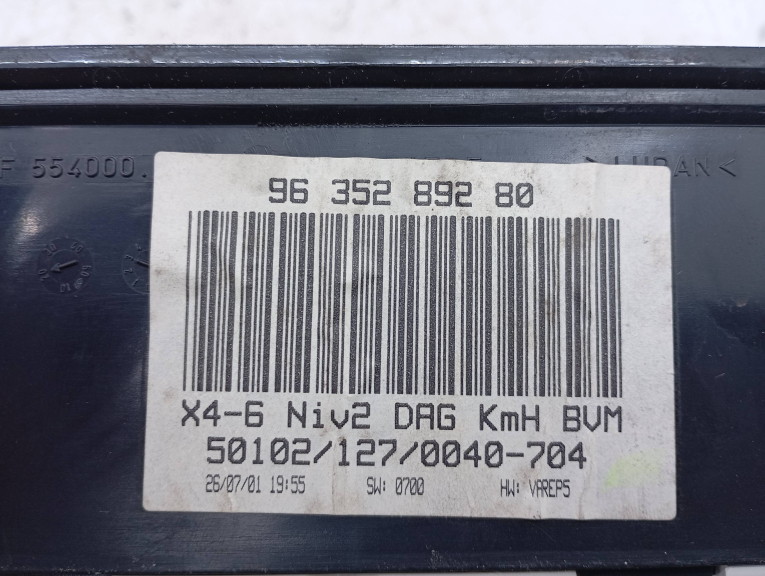 F 554000.
>LURAN<
96 352 892 80
X4-6 Niv2 DAG KmH BVM
50102/127/0040-704
26/07/01 19:55 SW: 0700 HW: VAREPS